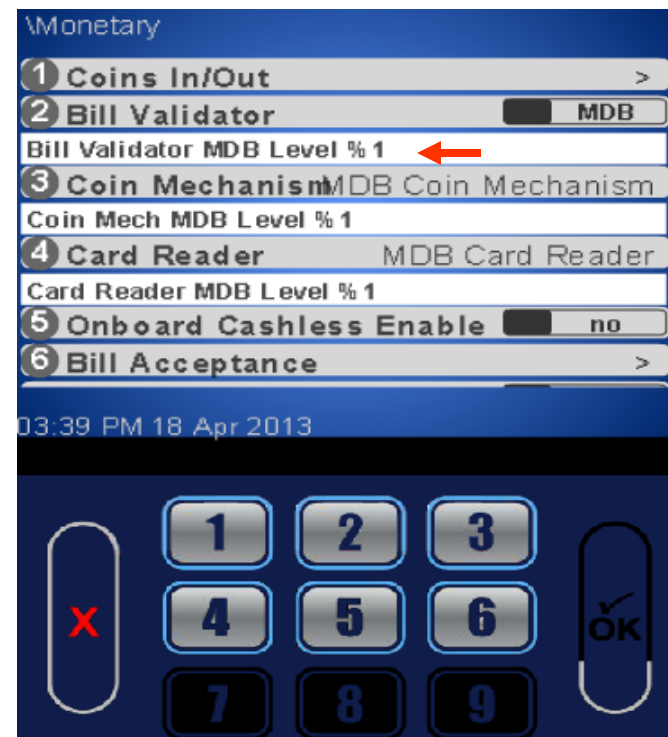 \Monetary
1 Coins In/Out >
2 Bill Validator MDB
Bill Validator MDB Level % 1
3 Coin Mechanism MDB Coin Mechanism
Coin Mech MDB Level % 1
4 Card Reader MDB Card Reader
Card Reader MDB Level % 1
5 Onboard Cashless Enable no
6 Bill Acceptance >
03:39 PM 18 Apr 2013
1 2 3
X 4 5 6 OK
7 8 9